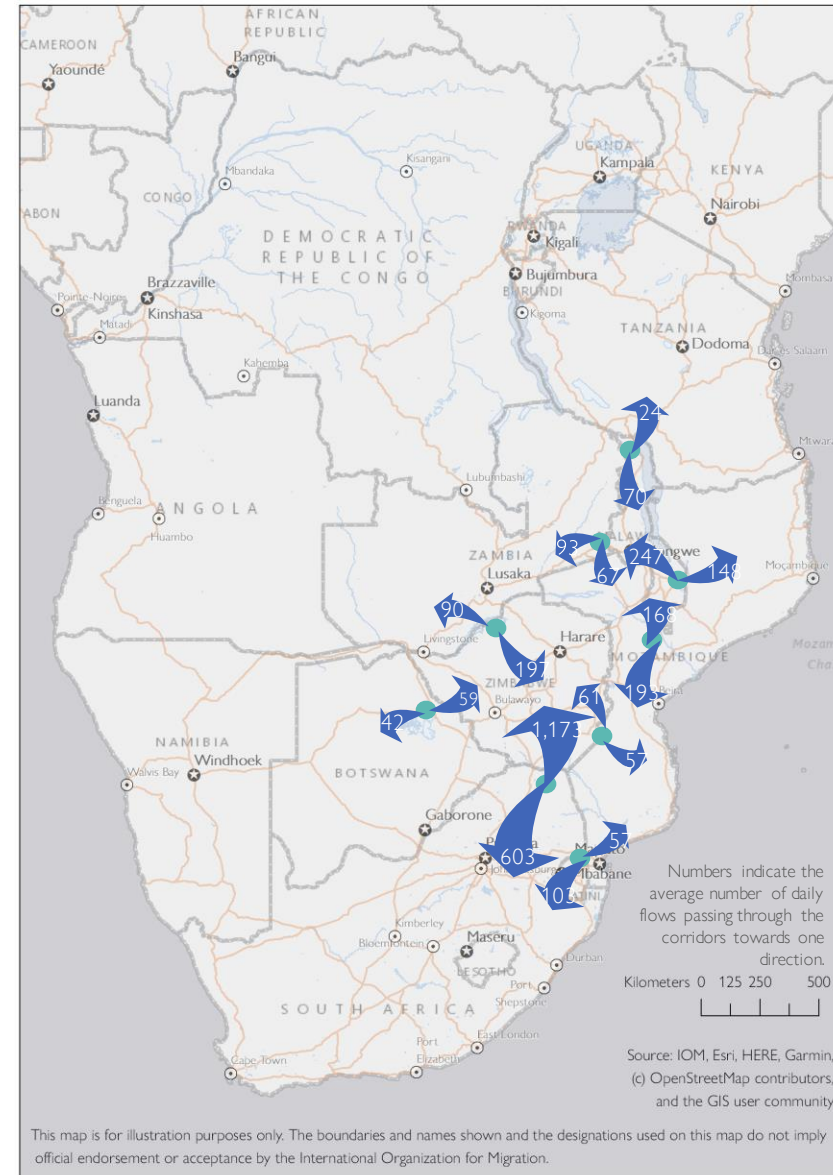 AFRICAN
REPUBLIC
CAMEROON
Bangui
Yaoundé
UGANDA
Kampala
KENYA
Kisangani
Mbandaka
CONGO
ABON
Nairobi
DEMOCRATIC
REPUBLIC OF
THE CONGO
RWANDA
Kigali
Bujumbura
BURUNDI
Mombasa
Brazzaville
Kinshasa
Pointe-Noire
Matadi
Kigoma
TANZANIA
Dodoma
Kahemba
Luanda
24
Mtwara
Lubumbashi
70
Benguela
ANGOLA
Huambo
93
ZAMBIA
247
ngwe
67
148
Moçambique
Lusaka
90
168
Livingstone
Harare
MOZAMBIQUE
197
193
Beira
59
61
Bulawayo
42
1,173
57
NAMIBIA
Windhoek
Walvis Bay
BOTSWANA
Gaborone
603
57
Mbabane
103
Numbers indicate the
average number of daily
flows passing through the
corridors towards one
direction.
Kimberley
Bloemfontein
Maseru
LESOTHO
Durban
Port
Shepstone
Kilometers 0 125 250 500
SOUTH AFRICA
East London
Port
Elizabeth
Cape Town
Source: IOM, Esri, HERE, Garmin,
(c) OpenStreetMap contributors,
and the GIS user community
This map is for illustration purposes only. The boundaries and names shown and the designations used on this map do not imply
official endorsement or acceptance by the International Organization for Migration.